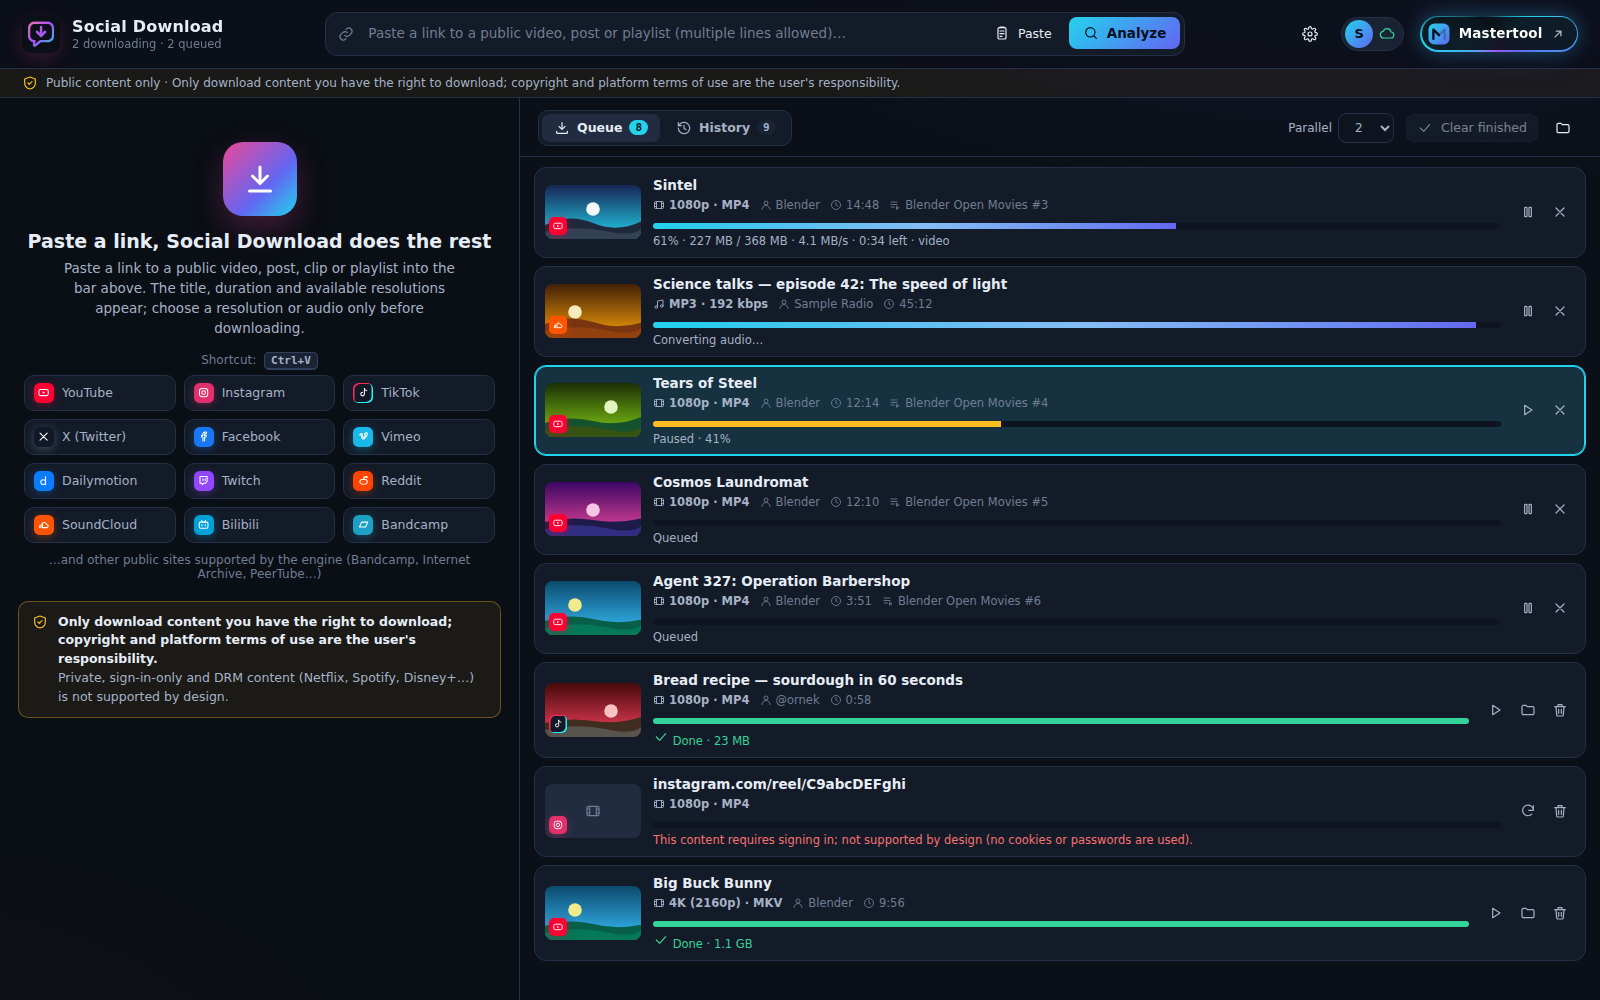 Social Download
2 downloading · 2 queued
Paste a link to a public video, post or playlist (multiple lines allowed)…
Paste
Analyze
S
Mastertool
Public content only · Only download content you have the right to download; copyright and platform terms of use are the user's responsibility.
Paste a link, Social Download does the rest
Paste a link to a public video, post, clip or playlist into the
bar above. The title, duration and available resolutions
appear; choose a resolution or audio only before
downloading.
Shortcut: Ctrl+V
YouTube
Instagram
TikTok
X (Twitter)
Facebook
Vimeo
Dailymotion
Twitch
Reddit
SoundCloud
Bilibili
Bandcamp
…and other public sites supported by the engine (Bandcamp, Internet
Archive, PeerTube…)
Only download content you have the right to download;
copyright and platform terms of use are the user's
responsibility.
Private, sign-in-only and DRM content (Netflix, Spotify, Disney+…)
is not supported by design.
Queue 8
History 9
Parallel 2
Clear finished
Sintel
1080p · MP4 Blender 14:48 Blender Open Movies #3
61% · 227 MB / 368 MB · 4.1 MB/s · 0:34 left · video
Science talks — episode 42: The speed of light
MP3 · 192 kbps Sample Radio 45:12
Converting audio…
Tears of Steel
1080p · MP4 Blender 12:14 Blender Open Movies #4
Paused · 41%
Cosmos Laundromat
1080p · MP4 Blender 12:10 Blender Open Movies #5
Queued
Agent 327: Operation Barbershop
1080p · MP4 Blender 3:51 Blender Open Movies #6
Queued
Bread recipe — sourdough in 60 seconds
1080p · MP4 @ornek 0:58
Done · 23 MB
instagram.com/reel/C9abcDEFghi
1080p · MP4
This content requires signing in; not supported by design (no cookies or passwords are used).
Big Buck Bunny
4K (2160p) · MKV Blender 9:56
Done · 1.1 GB